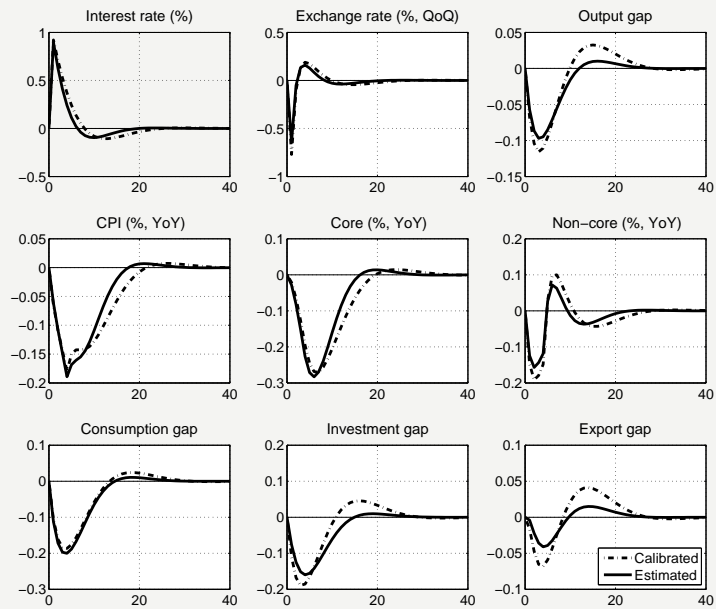 Interest rate (%)
1
0.5
0
−0.5
0 20 40
Exchange rate (%, QoQ)
0.5
0
−0.5
−1
0 20 40
Output gap
0.05
0
−0.05
−0.1
−0.15
0 20 40
CPI (%, YoY)
0.05
0
−0.05
−0.1
−0.15
−0.2
0 20 40
Core (%, YoY)
0.1
0
−0.1
−0.2
−0.3
0 20 40
Non−core (%, YoY)
0.2
0.1
0
−0.1
−0.2
0 20 40
Consumption gap
0.1
0
−0.1
−0.2
−0.3
0 20 40
Investment gap
0.1
0
−0.1
−0.2
0 20 40
Export gap
0.1
0.05
0
−0.05
−0.1
0 20 40
Calibrated
Estimated